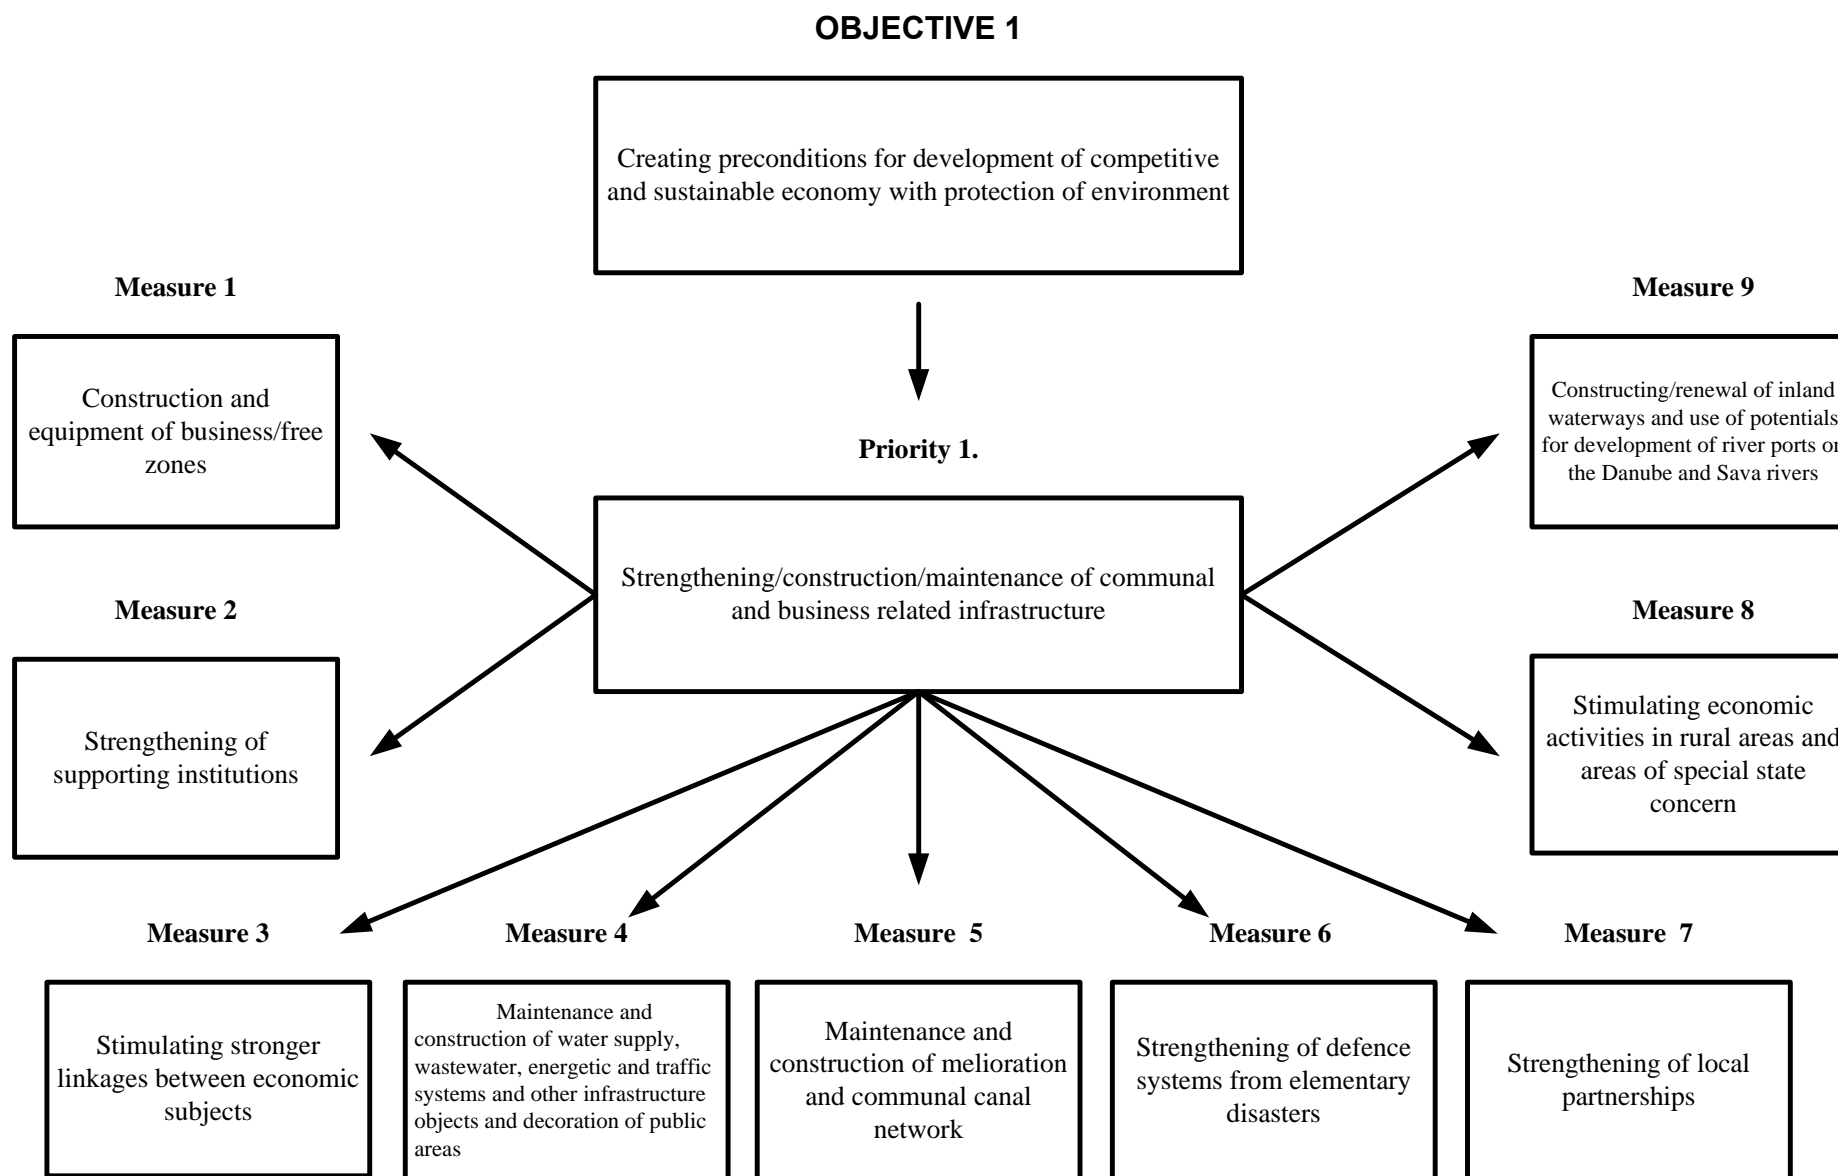 OBJECTIVE 1
Creating preconditions for development of competitive
and sustainable economy with protection of environment
Measure 1
Construction and
equipment of business/free
zones
Measure 9
Constructing/renewal of inland
waterways and use of potentials
for development of river ports on
the Danube and Sava rivers
Priority 1.
Strengthening/construction/maintenance of communal
and business related infrastructure
Measure 2
Strengthening of
supporting institutions
Measure 8
Stimulating economic
activities in rural areas and
areas of special state
concern
Measure 3
Stimulating stronger
linkages between economic
subjects
Measure 4
Maintenance and
construction of water supply,
wastewater, energetic and traffic
systems and other infrastructure
objects and decoration of public
areas
Measure 5
Maintenance and
construction of melioration
and communal canal
network
Measure 6
Strengthening of defence
systems from elementary
disasters
Measure 7
Strengthening of local
partnerships